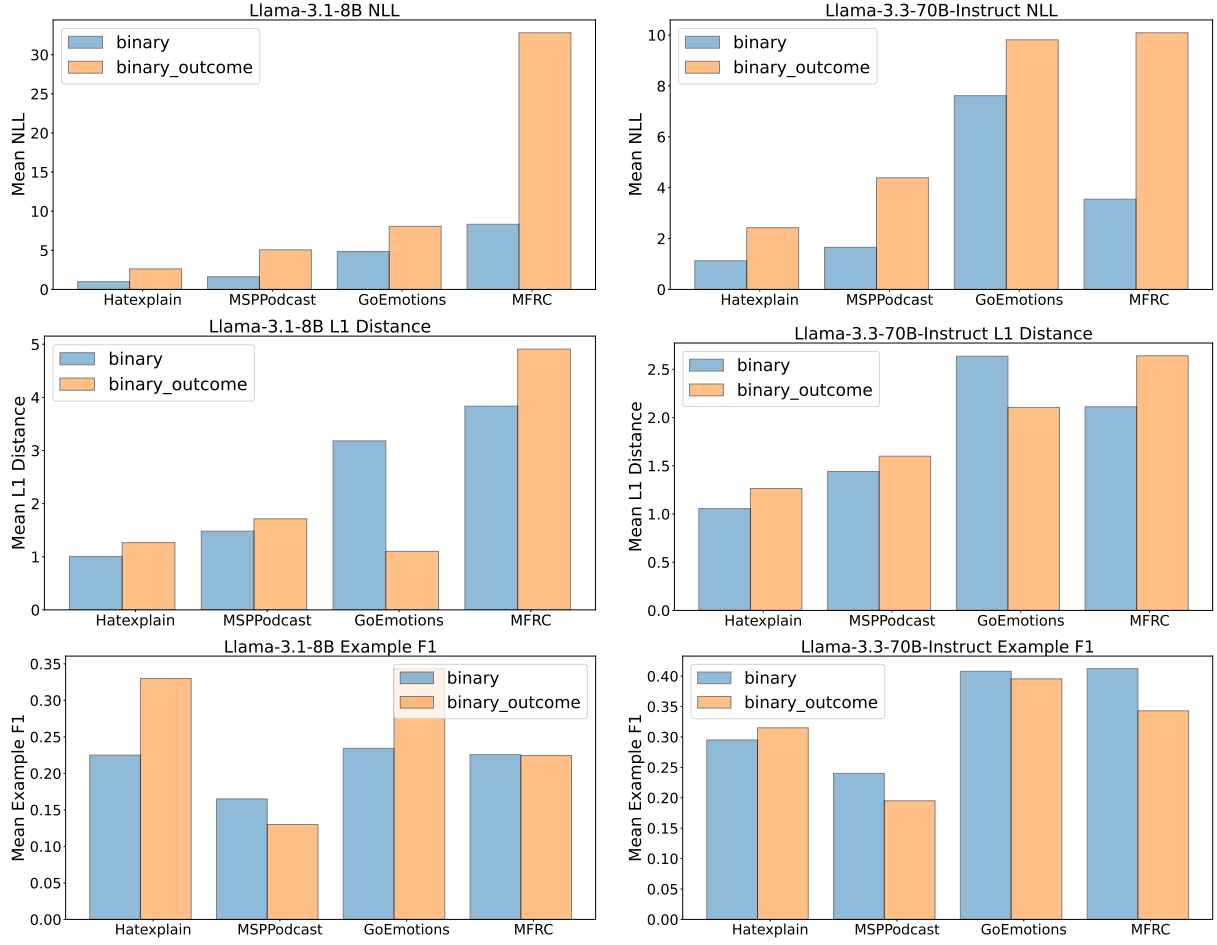 Llama-3.1-8B NLL
binary
binary_outcome
Mean NLL
30
25
20
15
10
5
0
Hatexplain
MSPPodcast
GoEmotions
MFRC
Llama-3.3-70B-Instruct NLL
binary
binary_outcome
Mean NLL
10
8
6
4
2
0
Hatexplain
MSPPodcast
GoEmotions
MFRC
Llama-3.1-8B L1 Distance
binary
binary_outcome
Mean L1 Distance
5
4
3
2
1
0
Hatexplain
MSPPodcast
GoEmotions
MFRC
Llama-3.3-70B-Instruct L1 Distance
binary
binary_outcome
Mean L1 Distance
2.5
2.0
1.5
1.0
0.5
0.0
Hatexplain
MSPPodcast
GoEmotions
MFRC
Llama-3.1-8B Example F1
binary
binary_outcome
Mean Example F1
0.35
0.30
0.25
0.20
0.15
0.10
0.05
0.00
Hatexplain
MSPPodcast
GoEmotions
MFRC
Llama-3.3-70B-Instruct Example F1
binary
binary_outcome
Mean Example F1
0.40
0.35
0.30
0.25
0.20
0.15
0.10
0.05
0.00
Hatexplain
MSPPodcast
GoEmotions
MFRC